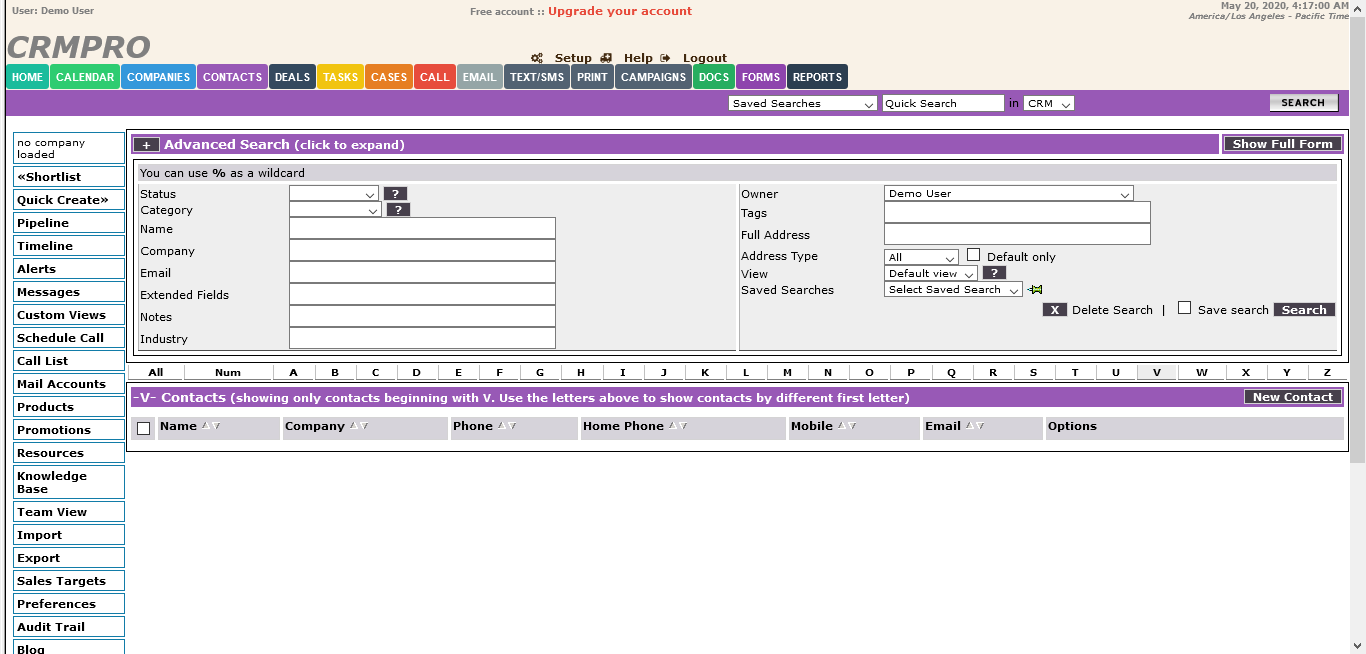 User: Demo User
Free account :: Upgrade your account
May 20, 2020, 4:17:00 AM
America/Los Angeles - Pacific Time
CRMPRO
Setup Help Logout
HOME CALENDAR COMPANIES CONTACTS DEALS TASKS CASES CALL EMAIL TEXT/SMS PRINT CAMPAIGNS DOCS FORMS REPORTS
Saved Searches Quick Search in CRM SEARCH
no company
loaded
«Shortlist
Quick Create»
Pipeline
Timeline
Alerts
Messages
Custom Views
Schedule Call
Call List
Mail Accounts
Products
Promotions
Resources
Knowledge
Base
Team View
Import
Export
Sales Targets
Preferences
Audit Trail
Blog
+ Advanced Search (click to expand) Show Full Form
You can use % as a wildcard
Status ?
Category ?
Name
Company
Email
Extended Fields
Notes
Industry
Owner Demo User
Tags
Full Address
Address Type All Default only
View Default view ?
Saved Searches Select Saved Search
X Delete Search | Save search Search
All Num A B C D E F G H I J K L M N O P Q R S T U V W X Y Z
-V- Contacts (showing only contacts beginning with V. Use the letters above to show contacts by different first letter) New Contact
Name Company Phone Home Phone Mobile Email Options